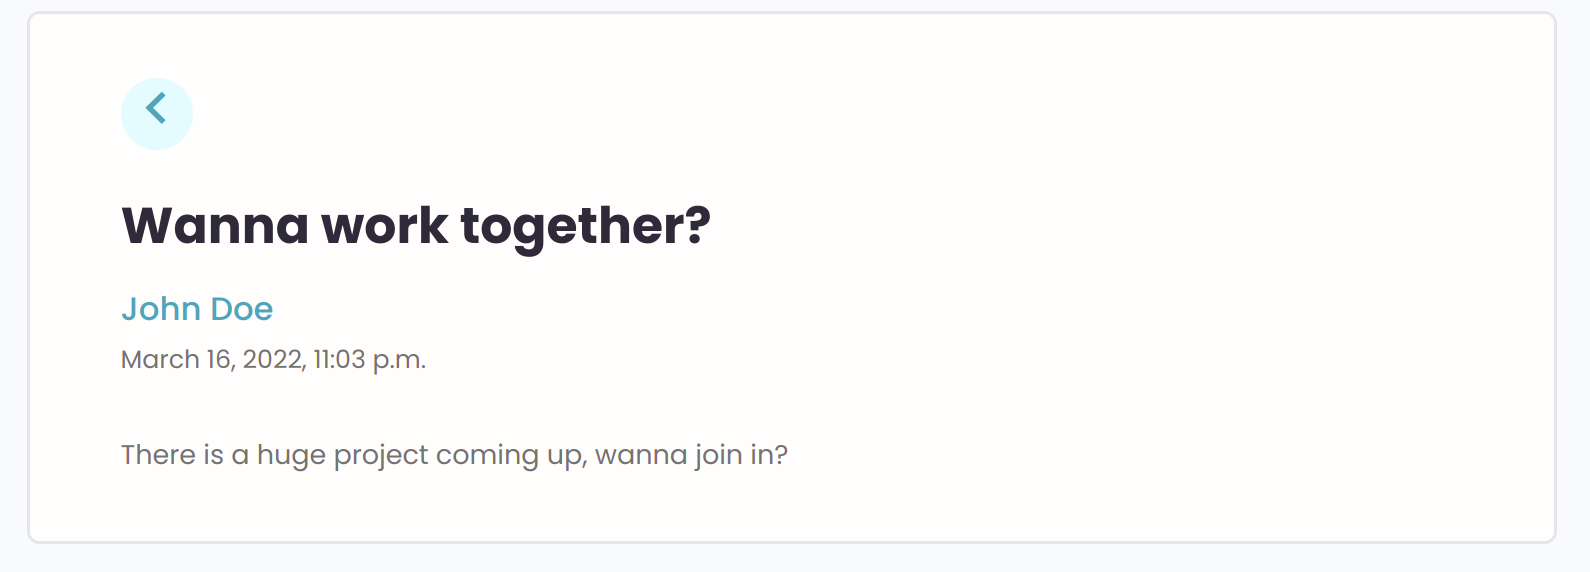 Wanna work together?
John Doe
March 16, 2022, 11:03 p.m.
There is a huge project coming up, wanna join in?